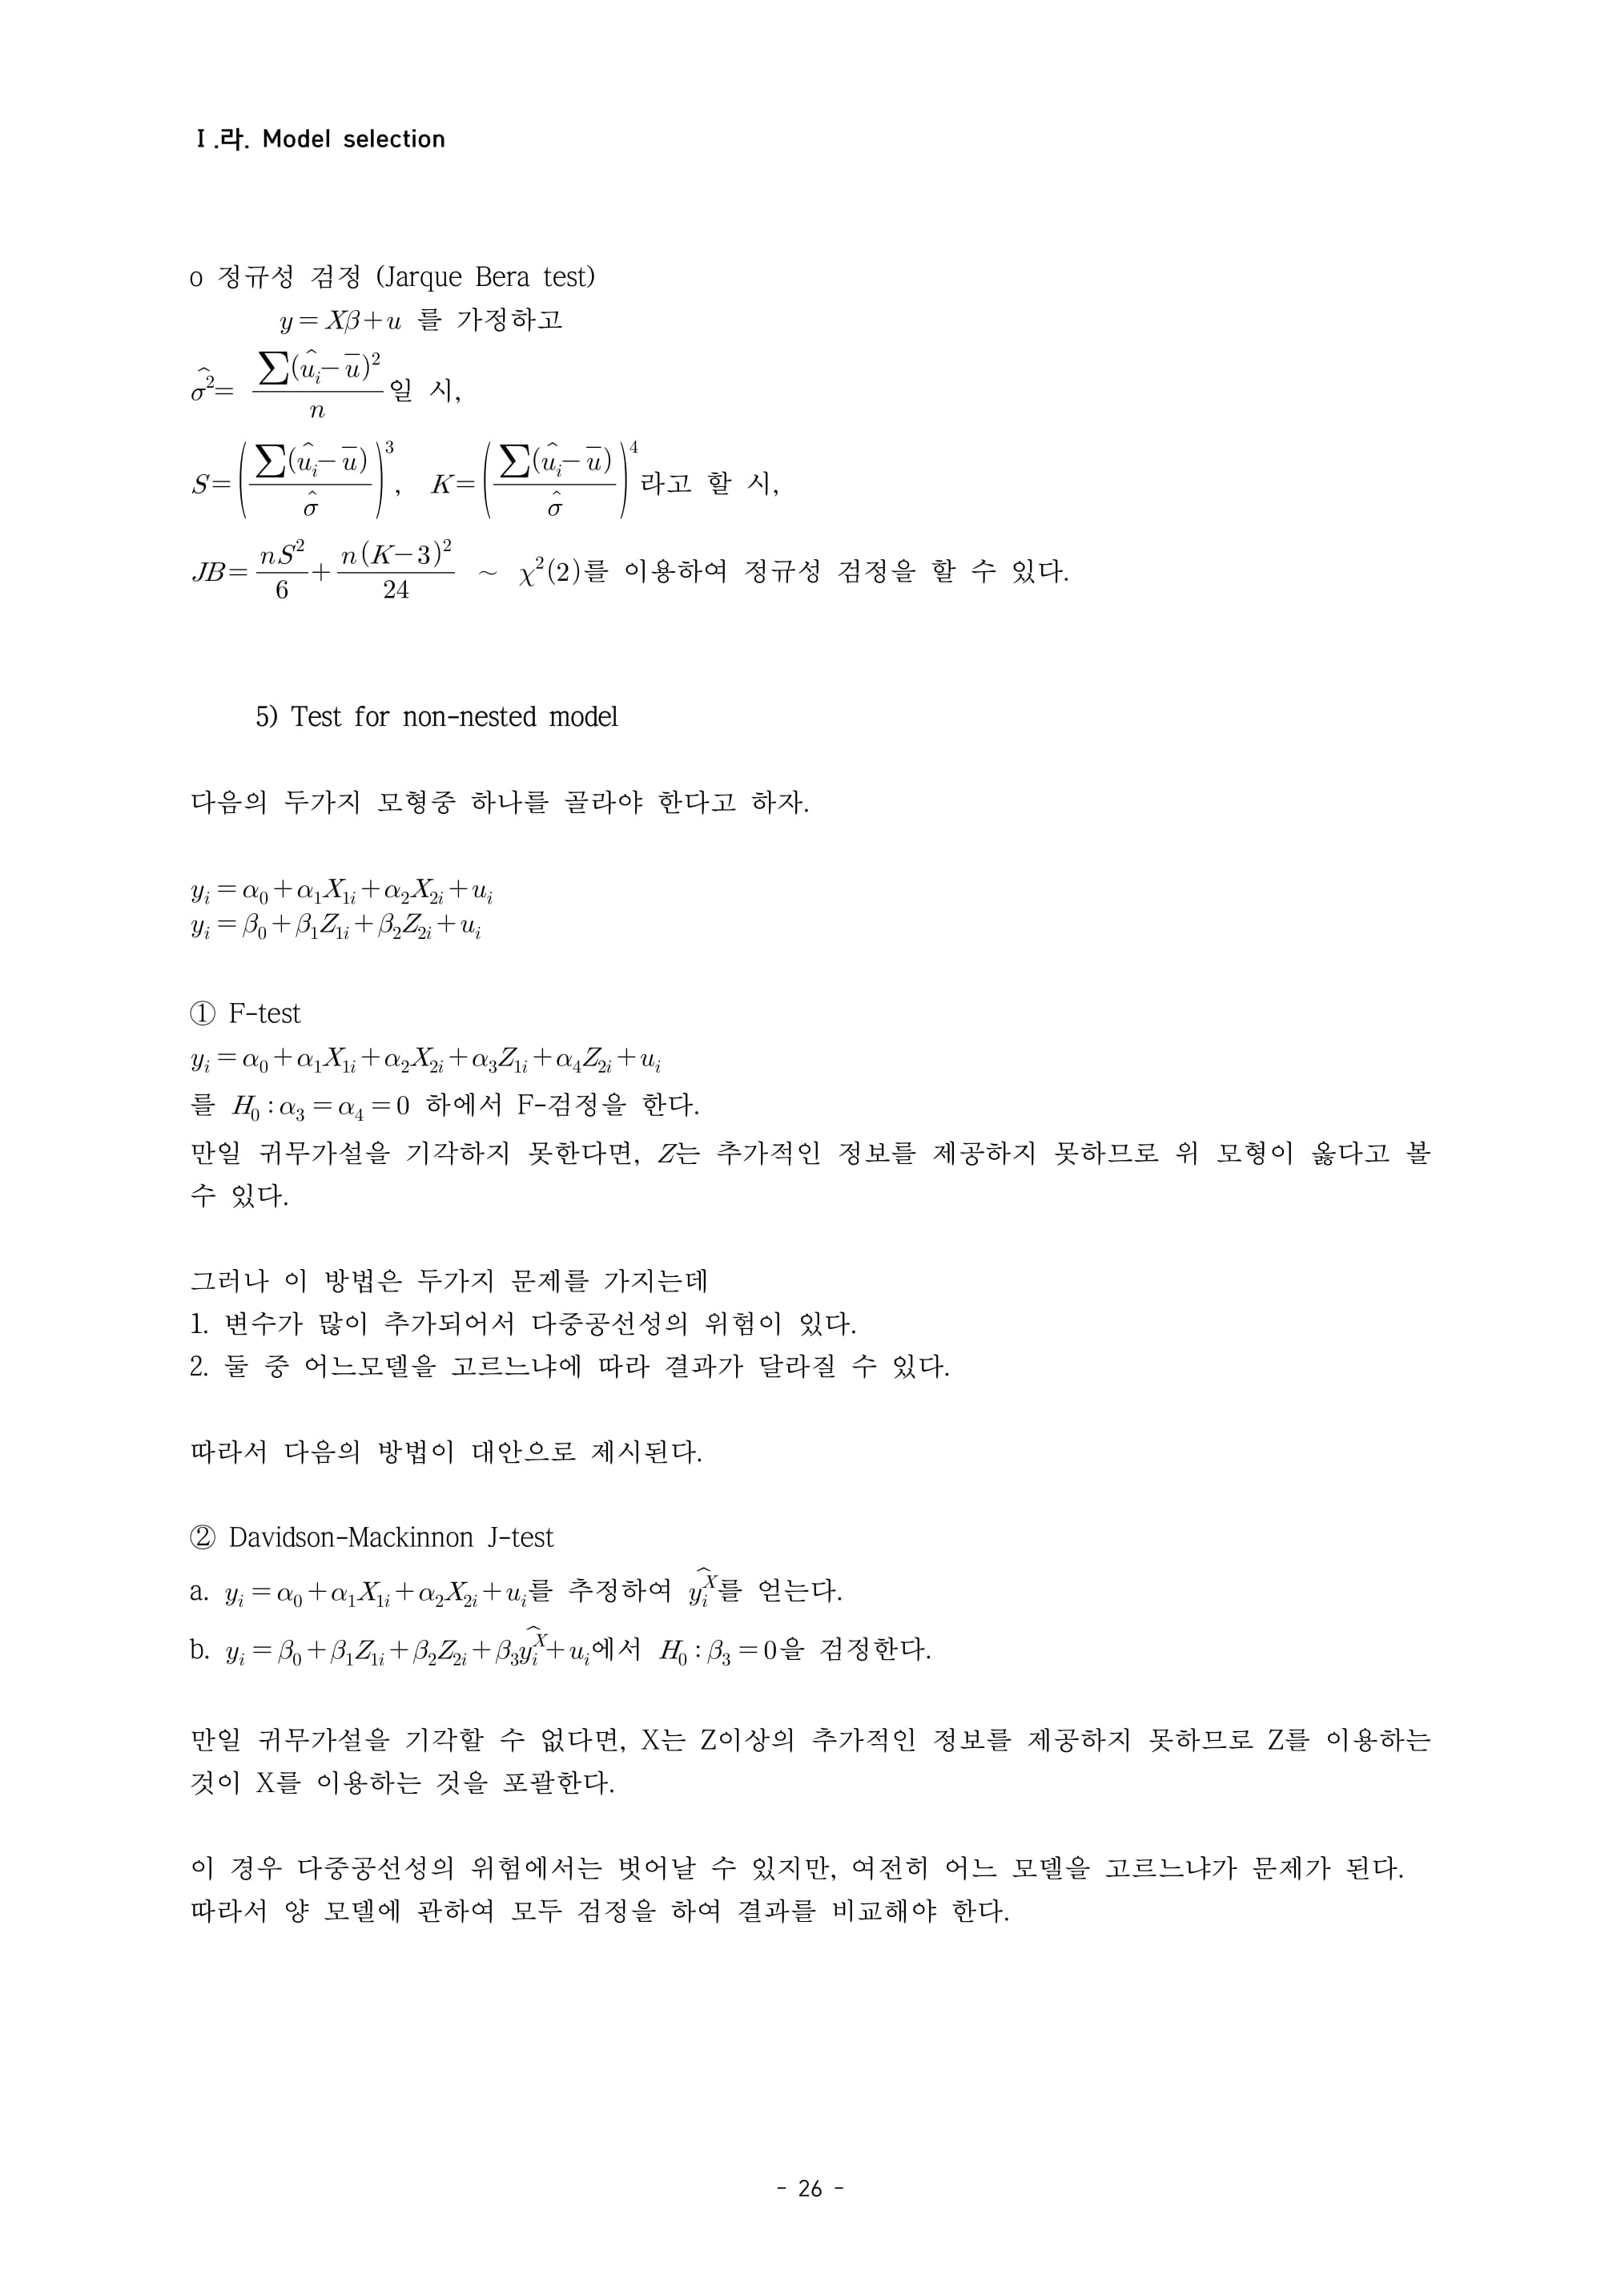 Ⅰ.라. Model selection
o 정규성 검정 (Jarque Bera test)
$y = X\beta + u$ 를 가정하고
$\hat{\sigma^2} = \frac{\sum(\hat{u_i} - \overline{u})^2}{n}$일 시,
$S = \left(\frac{\sum(\hat{u_i} - \overline{u})}{\hat{\sigma}}\right)^3$, $K = \left(\frac{\sum(\hat{u_i} - \overline{u})}{\hat{\sigma}}\right)^4$라고 할 시,
$JB = \frac{nS^2}{6} + \frac{n(K-3)^2}{24}$ ~ $\chi^2(2)$를 이용하여 정규성 검정을 할 수 있다.
5) Test for non-nested model
다음의 두가지 모형중 하나를 골라야 한다고 하자.
$y_i = \alpha_0 + \alpha_1 X_{1i} + \alpha_2 X_{2i} + u_i$
$y_i = \beta_0 + \beta_1 Z_{1i} + \beta_2 Z_{2i} + u_i$
① F-test
$y_i = \alpha_0 + \alpha_1 X_{1i} + \alpha_2 X_{2i} + \alpha_3 Z_{1i} + \alpha_4 Z_{2i} + u_i$
를 $H_0 : \alpha_3 = \alpha_4 = 0$ 하에서 F-검정을 한다.
만일 귀무가설을 기각하지 못한다면, Z는 추가적인 정보를 제공하지 못하므로 위 모형이 옳다고 볼
수 있다.
그러나 이 방법은 두가지 문제를 가지는데
1. 변수가 많이 추가되어서 다중공선성의 위험이 있다.
2. 둘 중 어느모델을 고르느냐에 따라 결과가 달라질 수 있다.
따라서 다음의 방법이 대안으로 제시된다.
② Davidson-Mackinnon J-test
a. $y_i = \alpha_0 + \alpha_1 X_{1i} + \alpha_2 X_{2i} + u_i$를 추정하여 $\widehat{y_i^X}$를 얻는다.
b. $y_i = \beta_0 + \beta_1 Z_{1i} + \beta_2 Z_{2i} + \beta_3 \widehat{y_i^X} + u_i$에서 $H_0 : \beta_3 = 0$을 검정한다.
만일 귀무가설을 기각할 수 없다면, X는 Z이상의 추가적인 정보를 제공하지 못하므로 Z를 이용하는
것이 X를 이용하는 것을 포괄한다.
이 경우 다중공선성의 위험에서는 벗어날 수 있지만, 여전히 어느 모델을 고르느냐가 문제가 된다.
따라서 양 모델에 관하여 모두 검정을 하여 결과를 비교해야 한다.
- 26 -